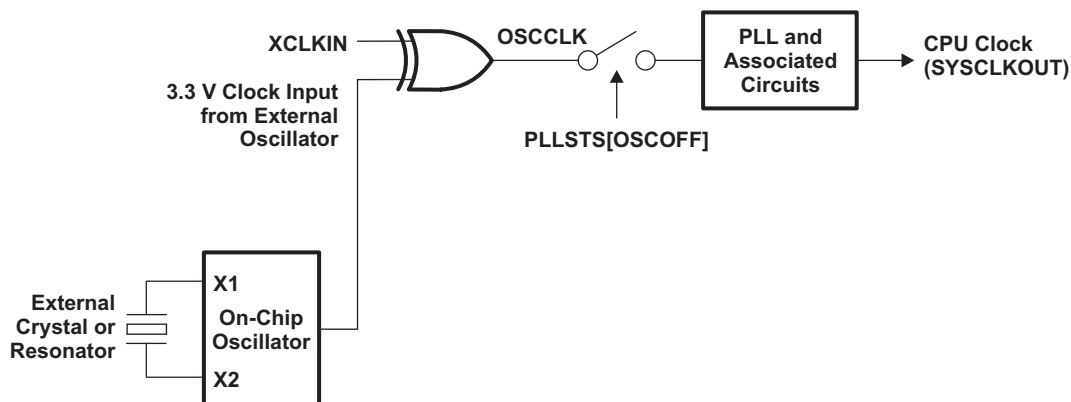 XCLKIN
3.3 V Clock Input
from External
Oscillator
OSCCLK
PLLSTS[OSCOFF]
PLL and
Associated
Circuits
CPU Clock
(SYSCLKOUT)
External
Crystal or
Resonator
X1
On-Chip
Oscillator
X2